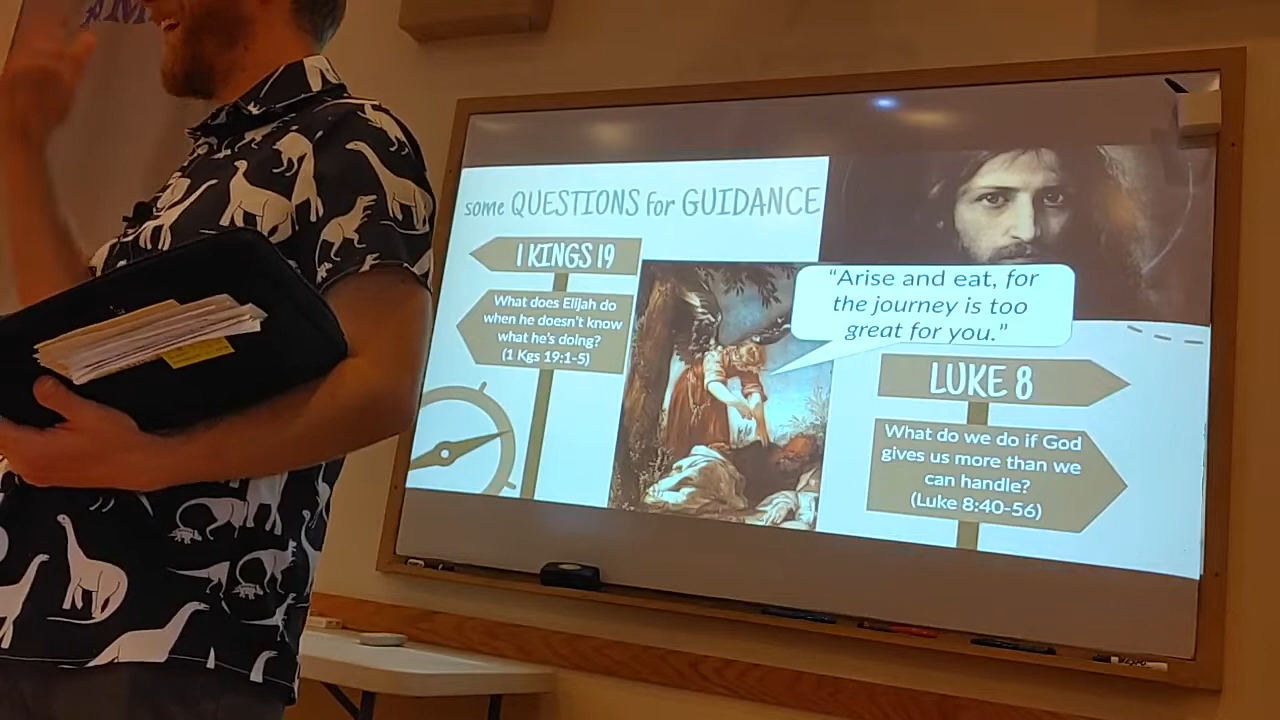 some QUESTIONS for GUIDANCE
1 KINGS 19
What does Elijah do
when he doesn't know
what he's doing?
(1 Kgs 19:1-5)
"Arise and eat, for
the journey is too
great for you."
LUKE 8
What do we do if God
gives us more than we
can handle?
(Luke 8:40-56)